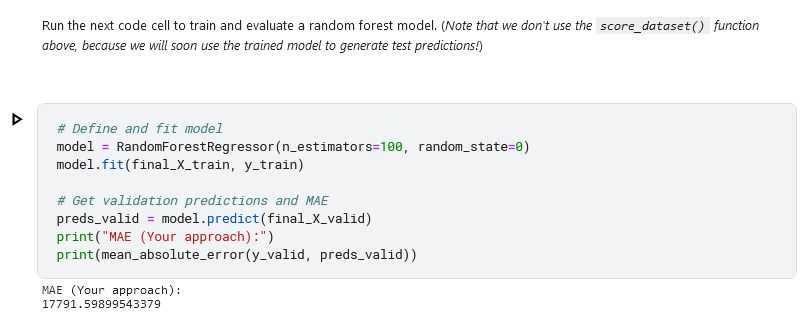 Run the next code cell to train and evaluate a random forest model. (Note that we don't use the score_dataset() function
above, because we will soon use the trained model to generate test predictions!)
# Define and fit model
model = RandomForestRegressor(n_estimators=100, random_state=0)
model.fit(final_X_train, y_train)
# Get validation predictions and MAE
preds_valid = model.predict(final_X_valid)
print("MAE (Your approach):")
print(mean_absolute_error(y_valid, preds_valid))
MAE (Your approach):
17791.59899543379